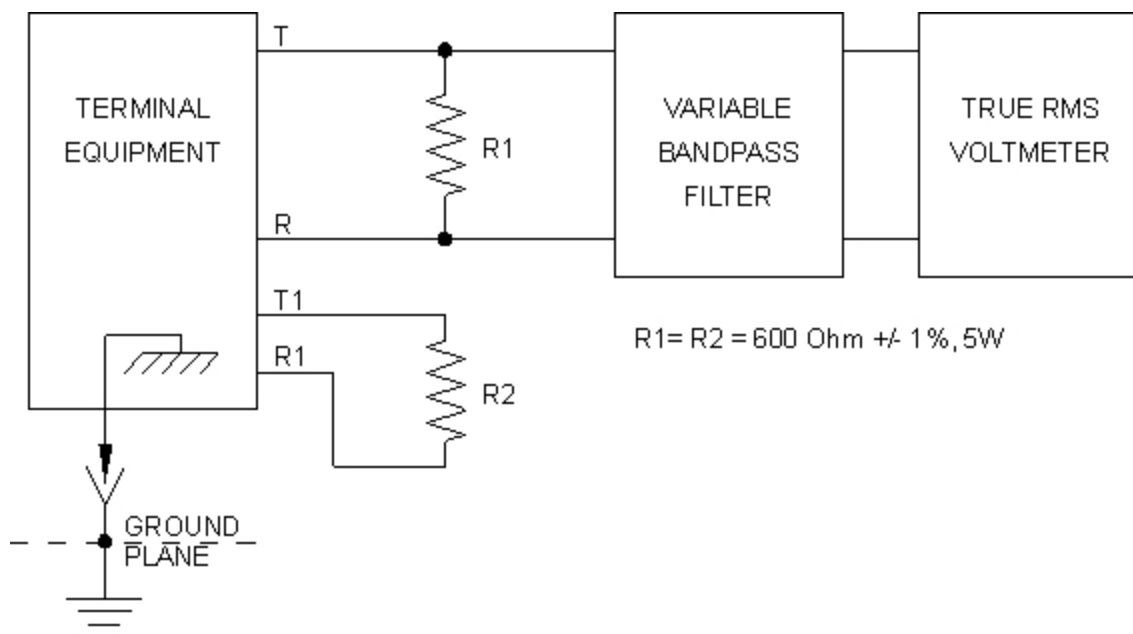 T
TERMINAL
EQUIPMENT
R1
VARIABLE
BANDPASS
FILTER
TRUE RMS
VOLTMETER
R
T1
R1
R2
R1= R2 = 600 Ohm +/- 1%, 5W
GROUND
PLANE